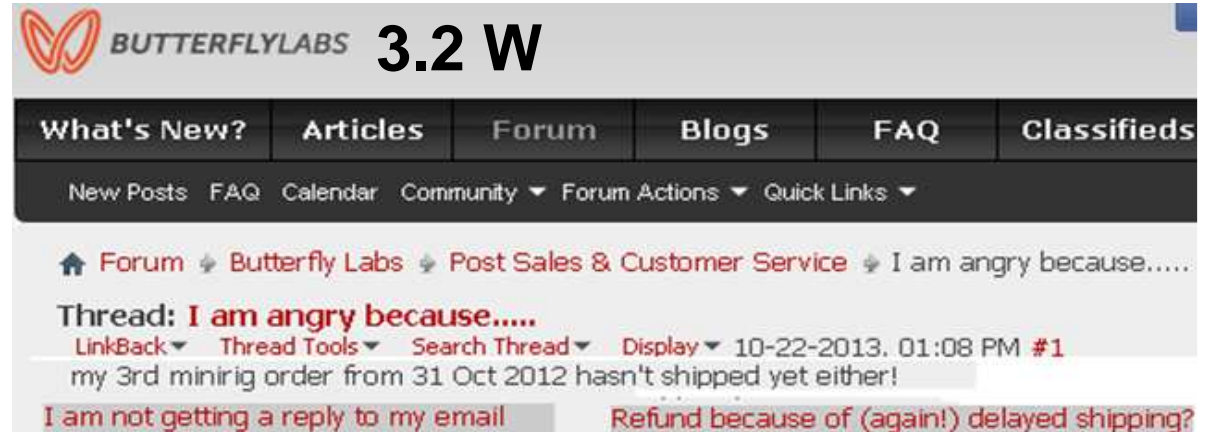 BUTTERFLYLABS 3.2 W
What's New? Articles Forum Blogs FAQ Classifieds
New Posts FAQ Calendar Community Forum Actions Quick Links
Forum Butterfly Labs Post Sales & Customer Service I am angry because.....
Thread: I am angry because.....
LinkBack Thread Tools Search Thread Display 10-22-2013, 01:08 PM #1
my 3rd minirig order from 31 Oct 2012 hasn't shipped yet either!
I am not getting a reply to my email Refund because of (again!) delayed shipping?